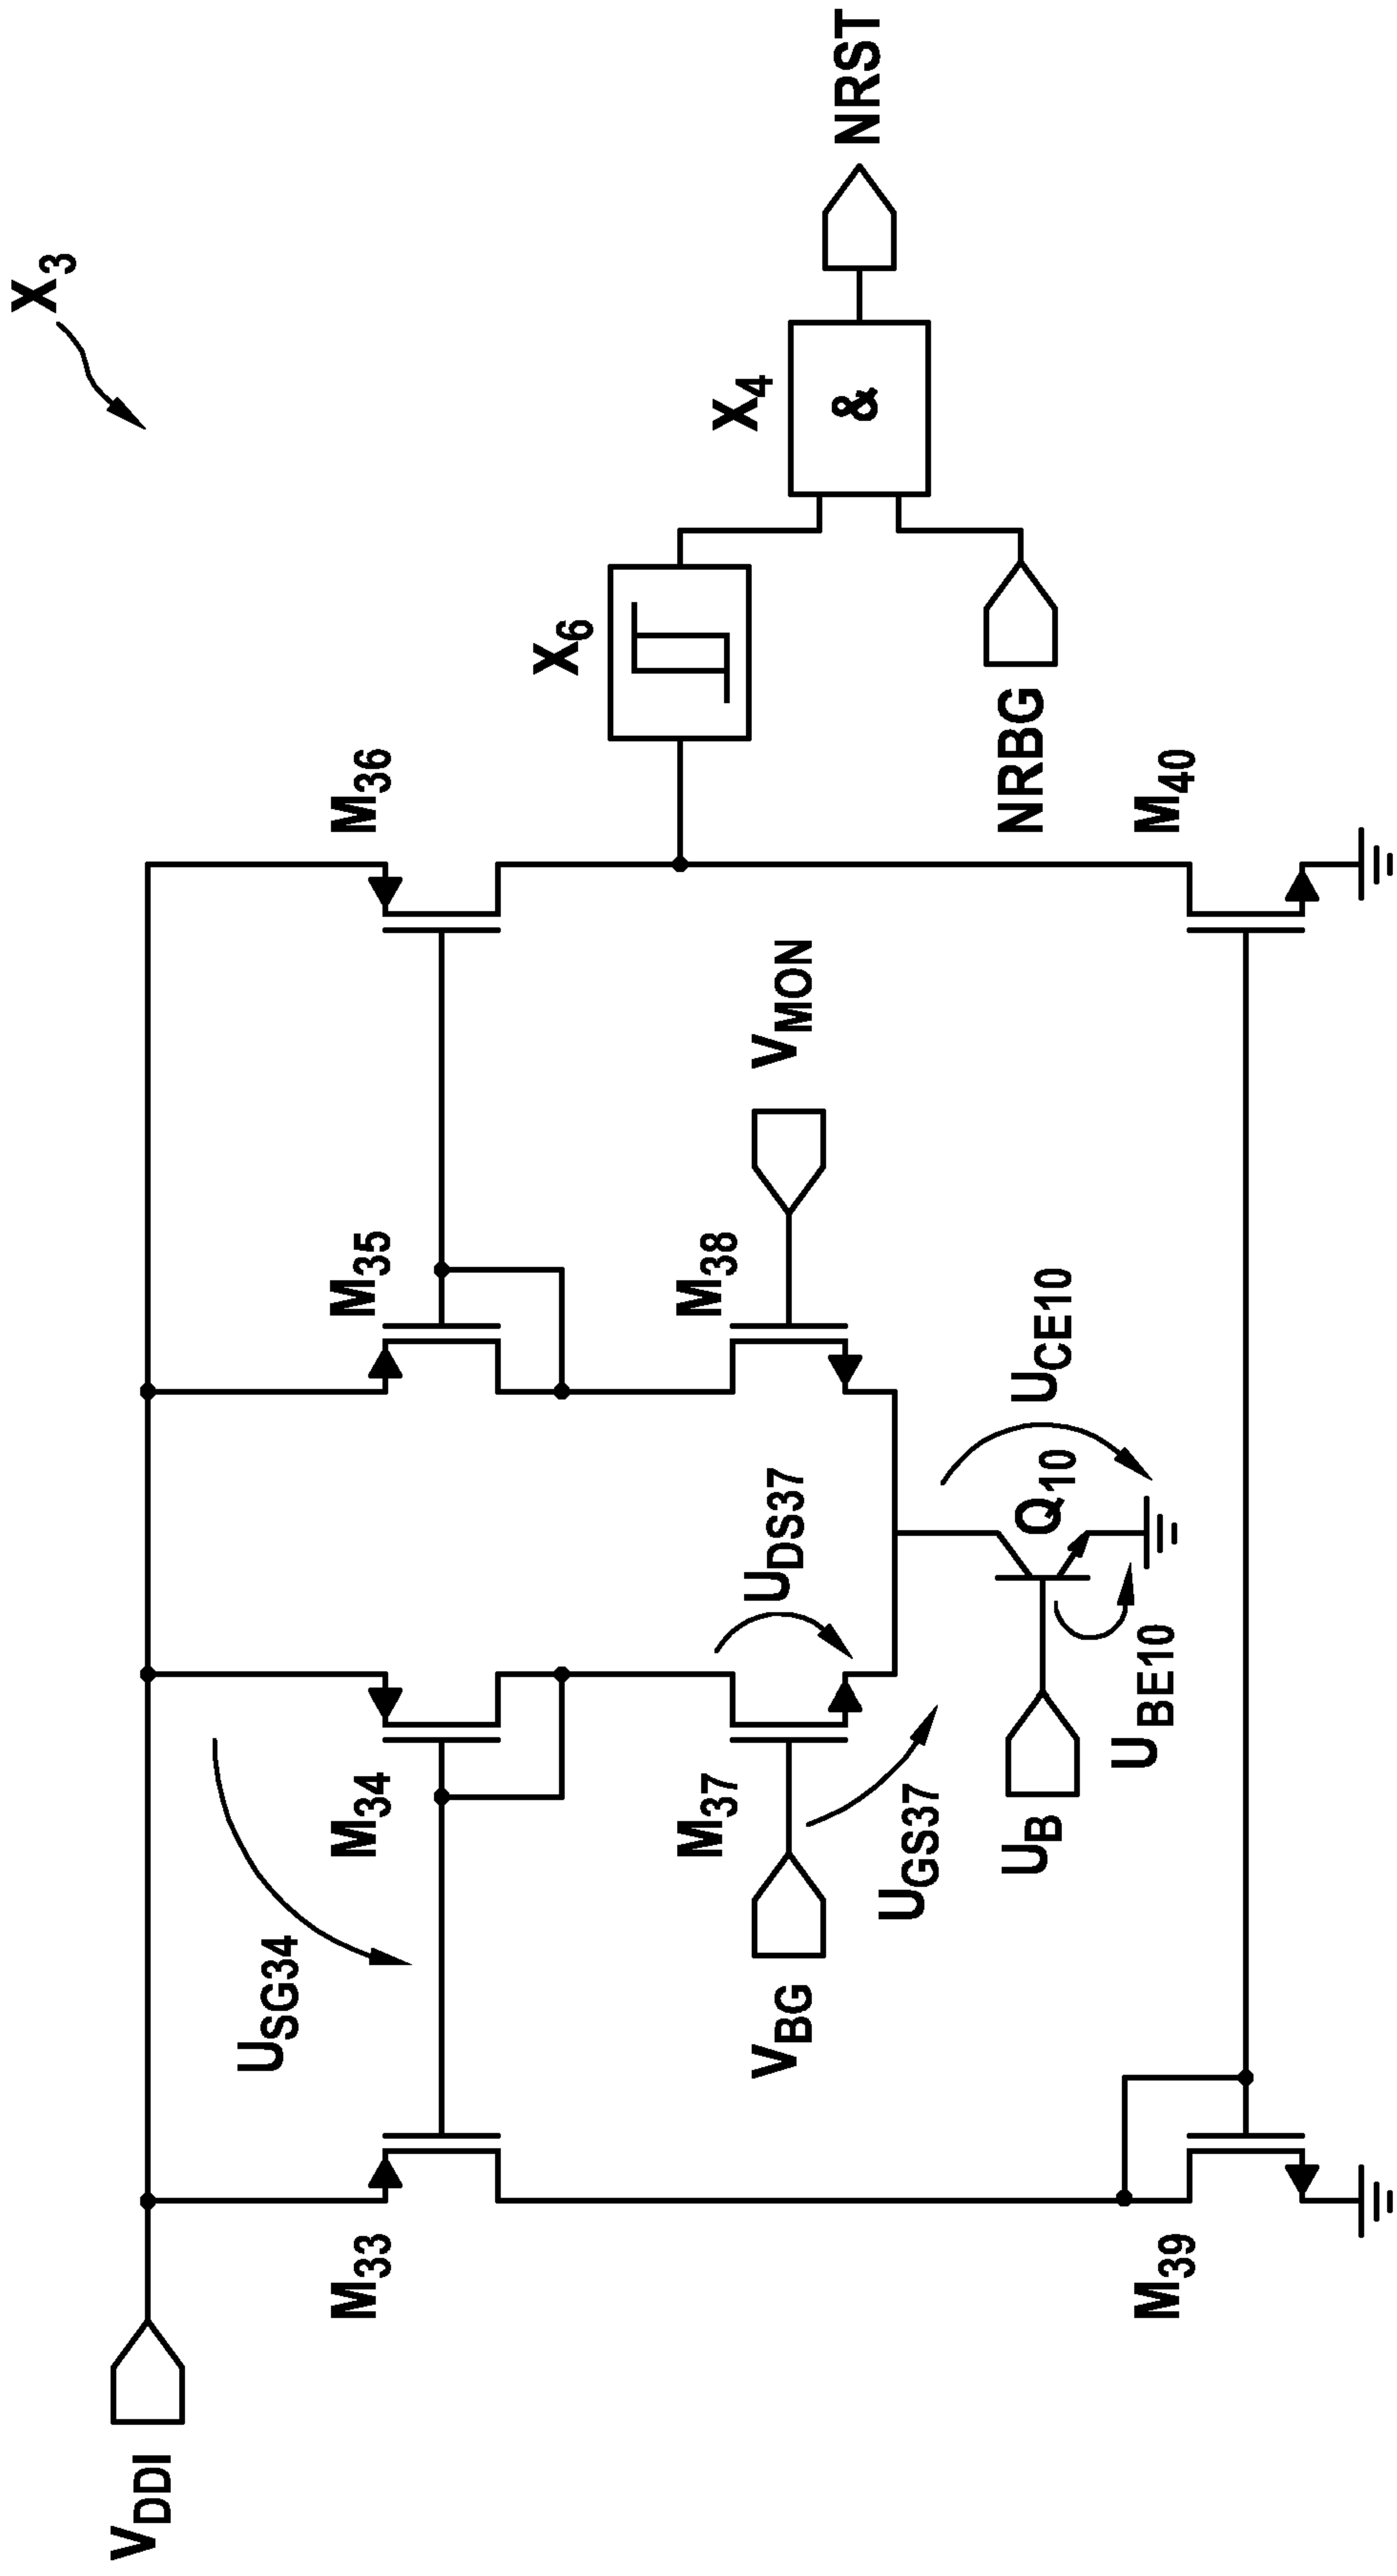 X3
VDDI
M33
M34
M35
M36
USG34
M37
M38
VBG
VMON
UDS37
UGS37
X6
X4
&
NRST
NRBG
UB
Q10
UCE10
UBE10
M39
M40